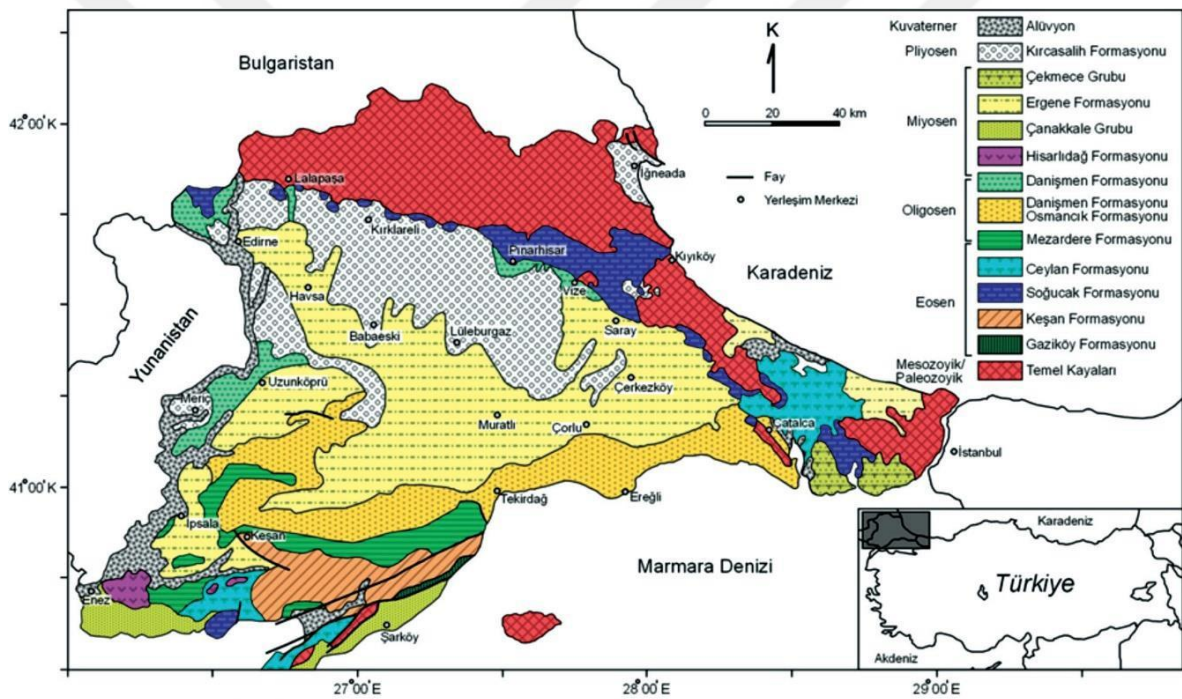 Bulgaristan
42°00'K
41°00'K
27°00'E
28°00'E
29°00'E
K
0 20 40 km
Fay
Yerleşim Merkezi
Kuvaterner
Pliyosen
Miyosen
Oligosen
Eosen
Mesozoyik/
Paleozoyik
Alüvyon
Kırcasalih Formasyonu
Çekmece Grubu
Ergene Formasyonu
Çanakkale Grubu
Hisarlıdağ Formasyonu
Danişmen Formasyonu
Danişmen Formasyonu
Osmancık Formasyonu
Mezardere Formasyonu
Ceylan Formasyonu
Soğucak Formasyonu
Keşan Formasyonu
Gaziköy Formasyonu
Temel Kayaları
Lalapaşa
İğneada
Kırklareli
Edirne
Pınarhisar
Kıyıköy
Karadeniz
Vize
Havsa
Yunanistan
Babaeski
Lüleburgaz
Saray
Uzunköprü
Çerkezköy
Meriç
Muratlı
Çorlu
Çatalca
İstanbul
Tekirdağ
Ereğli
İpsala
Keşan
Marmara Denizi
Enez
Şarköy
Karadeniz
Türkiye
Akdeniz